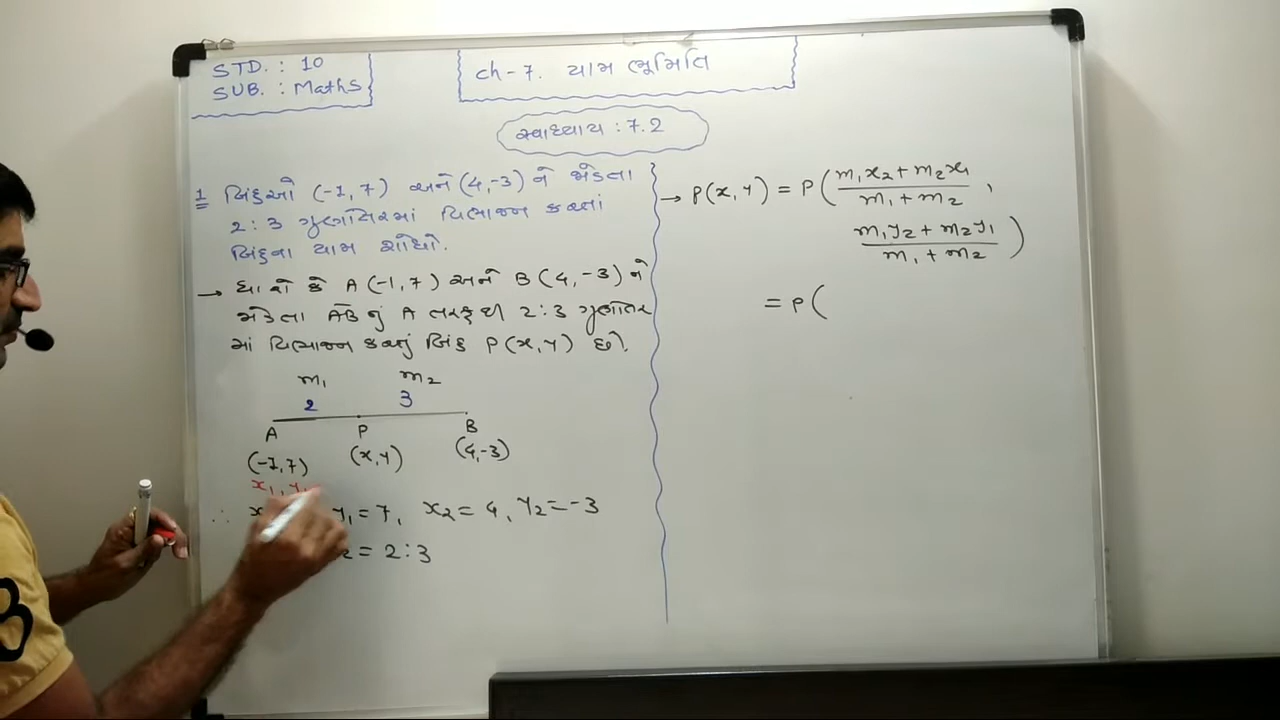 STD. : 10
SUB. : Maths
ch-7. યામ ભૂમિતિ
સ્વાધ્યાય : 7.2
1 બિંદુઓ (-1,7) અને (4,-3) ને જોડતા
2:3 ગુણોત્તરમાં વિભાજન કરતાં
બિંદુના યામ શોધો.
→ ધારો કે A(-1,7) અને B(4,-3) ને
જોડતા AB નું A તરફથી 2:3 ગુણોત્તર
માં વિભાજન કરતું બિંદુ P(x,y) છે.
m₁ m₂
2 3
A P B
(-1,7) (x,y) (4,-3)
x₁, y₁
∴ x y₁=7, x₂= 4, y₂=-3
₂= 2:3
→ P(x,y) = P(m₁x₂+m₂x₁/m₁+m₂,
m₁y₂+m₂y₁/m₁+m₂)
= P(